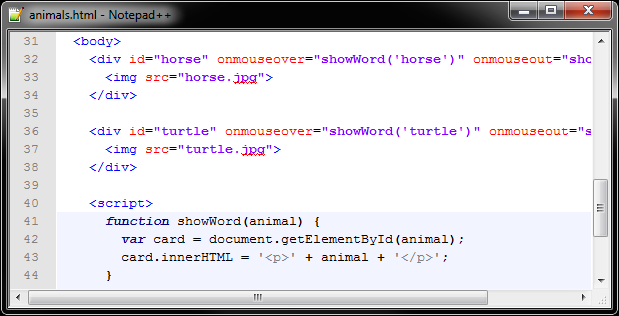 animals.html - Notepad++
31 <body>
32 <div id="horse" onmouseover="showWord('horse')" onmouseout="sho
33 <img src="horse.jpg">
34 </div>
35
36 <div id="turtle" onmouseover="showWord('turtle')" onmouseout="s
37 <img src="turtle.jpg">
38 </div>
39
40 <script>
41 function showWord(animal) {
42 var card = document.getElementById(animal);
43 card.innerHTML = '<p>' + animal + '</p>';
44 }